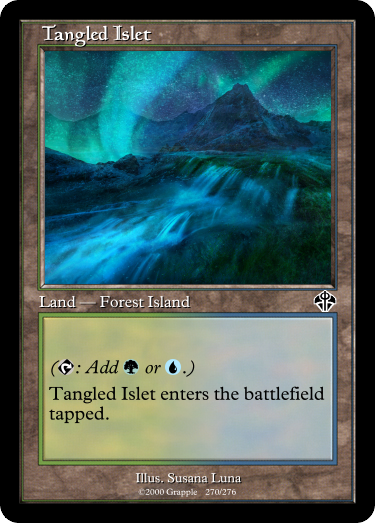 Tangled Islet
Land — Forest Island
(: Add or .)
Tangled Islet enters the battlefield
tapped.
Illus. Susana Luna
©2000 Grapple 270/276